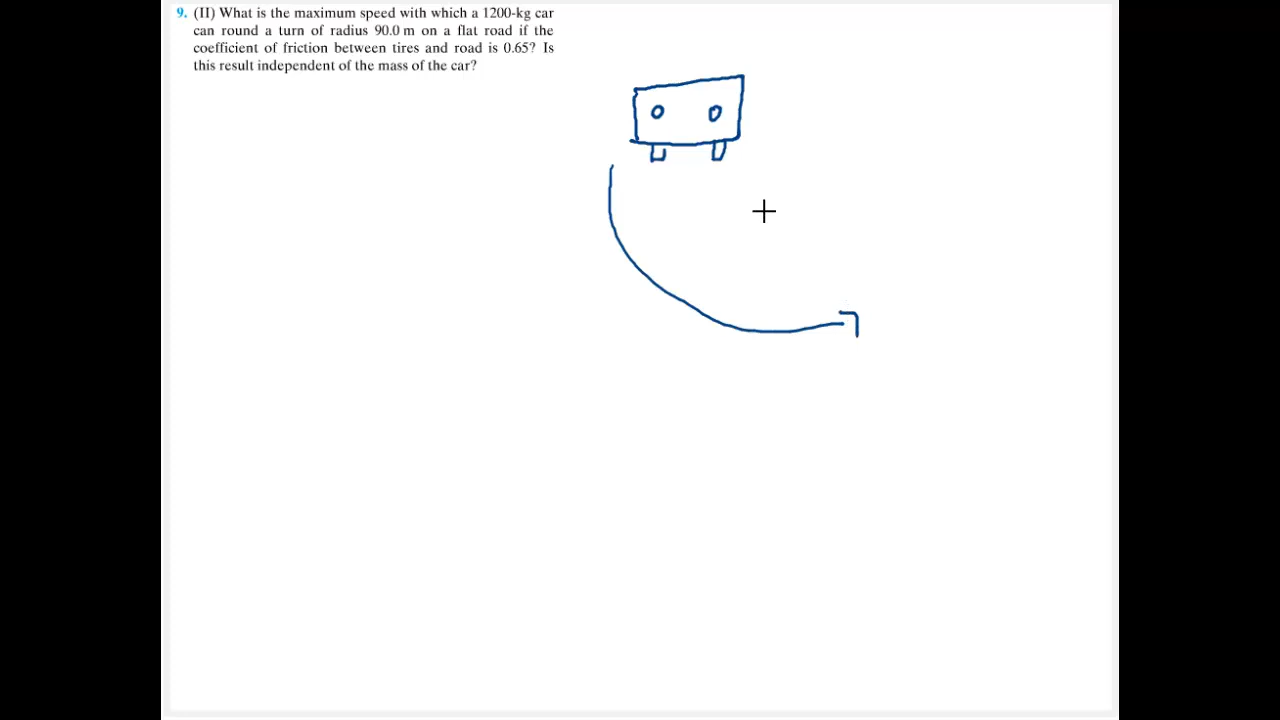 9. (II) What is the maximum speed with which a 1200-kg car
can round a turn of radius 90.0 m on a flat road if the
coefficient of friction between tires and road is 0.65? Is
this result independent of the mass of the car?